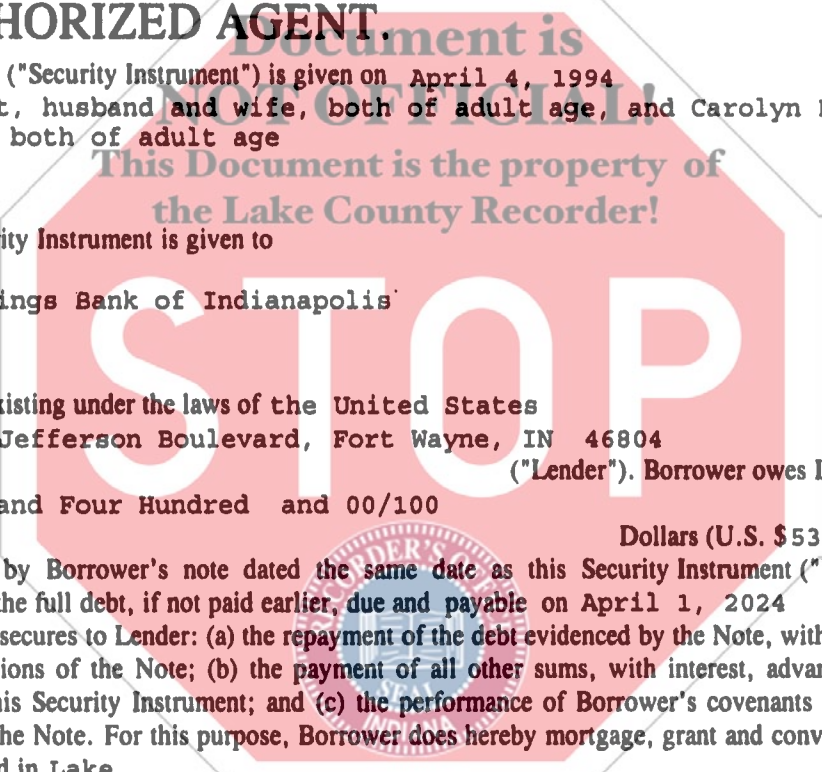 HORIZED AGENT.
Document is
("Security Instrument") is given on April 4, 1994
NOT OFFICIAL!
t, husband and wife, both of adult age, and Carolyn
both of adult age
This Document is the property of
the Lake County Recorder!
ity Instrument is given to
ings Bank of Indianapolis
STOP
xisting under the laws of the United States
Jefferson Boulevard, Fort Wayne, IN 46804
("Lender"). Borrower owes
and Four Hundred and 00/100
Dollars (U.S. $53
by Borrower's note dated the same date as this Security Instrument ("
he full debt, if not paid earlier, due and payable on April 1, 2024
secures to Lender: (a) the repayment of the debt evidenced by the Note, with
ions of the Note; (b) the payment of all other sums, with interest, advan
his Security Instrument; and (c) the performance of Borrower's covenants
he Note. For this purpose, Borrower does hereby mortgage, grant and conv
d in Lake
RECORDER'S OFFICE
SEAL
INDIANA